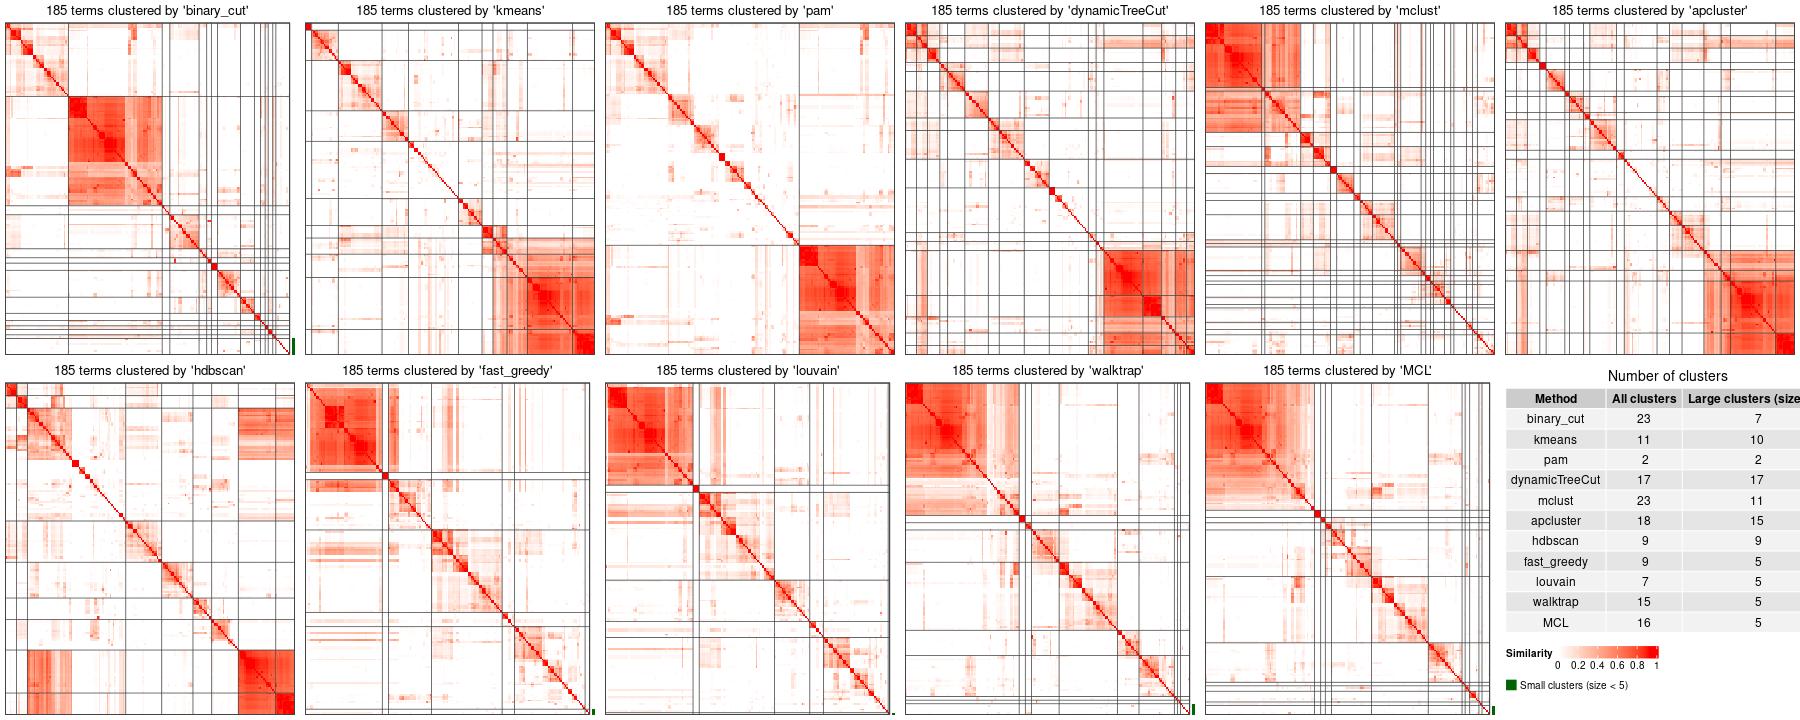 185 terms clustered by 'binary_cut'
185 terms clustered by 'kmeans'
185 terms clustered by 'pam'
185 terms clustered by 'dynamicTreeCut'
185 terms clustered by 'mclust'
185 terms clustered by 'apcluster'
185 terms clustered by 'hdbscan'
185 terms clustered by 'fast_greedy'
185 terms clustered by 'louvain'
185 terms clustered by 'walktrap'
185 terms clustered by 'MCL'
Number of clusters
Method All clusters Large clusters (size
binary_cut 23 7
kmeans 11 10
pam 2 2
dynamicTreeCut 17 17
mclust 23 11
apcluster 18 15
hdbscan 9 9
fast_greedy 9 5
louvain 7 5
walktrap 15 5
MCL 16 5
Similarity
0 0.2 0.4 0.6 0.8 1
Small clusters (size < 5)